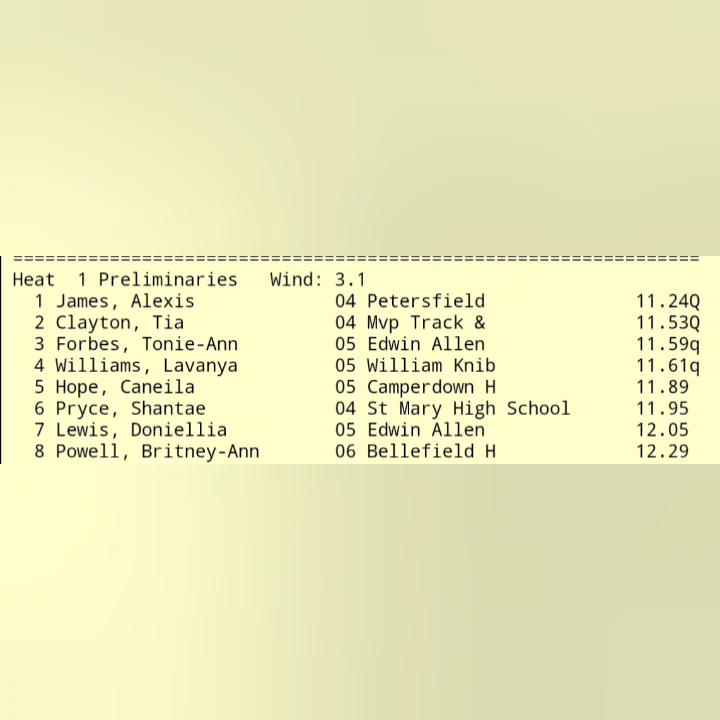 =================================================================
Heat  1 Preliminaries   Wind: 3.1
  1 James, Alexis             04 Petersfield              11.24Q
  2 Clayton, Tia              04 Mvp Track &              11.53Q
  3 Forbes, Tonie-Ann         05 Edwin Allen              11.59q
  4 Williams, Lavanya         05 William Knib             11.61q
  5 Hope, Caneila             05 Camperdown H             11.89
  6 Pryce, Shantae            04 St Mary High School      11.95
  7 Lewis, Doniellia          05 Edwin Allen              12.05
  8 Powell, Britney-Ann       06 Bellefield H             12.29